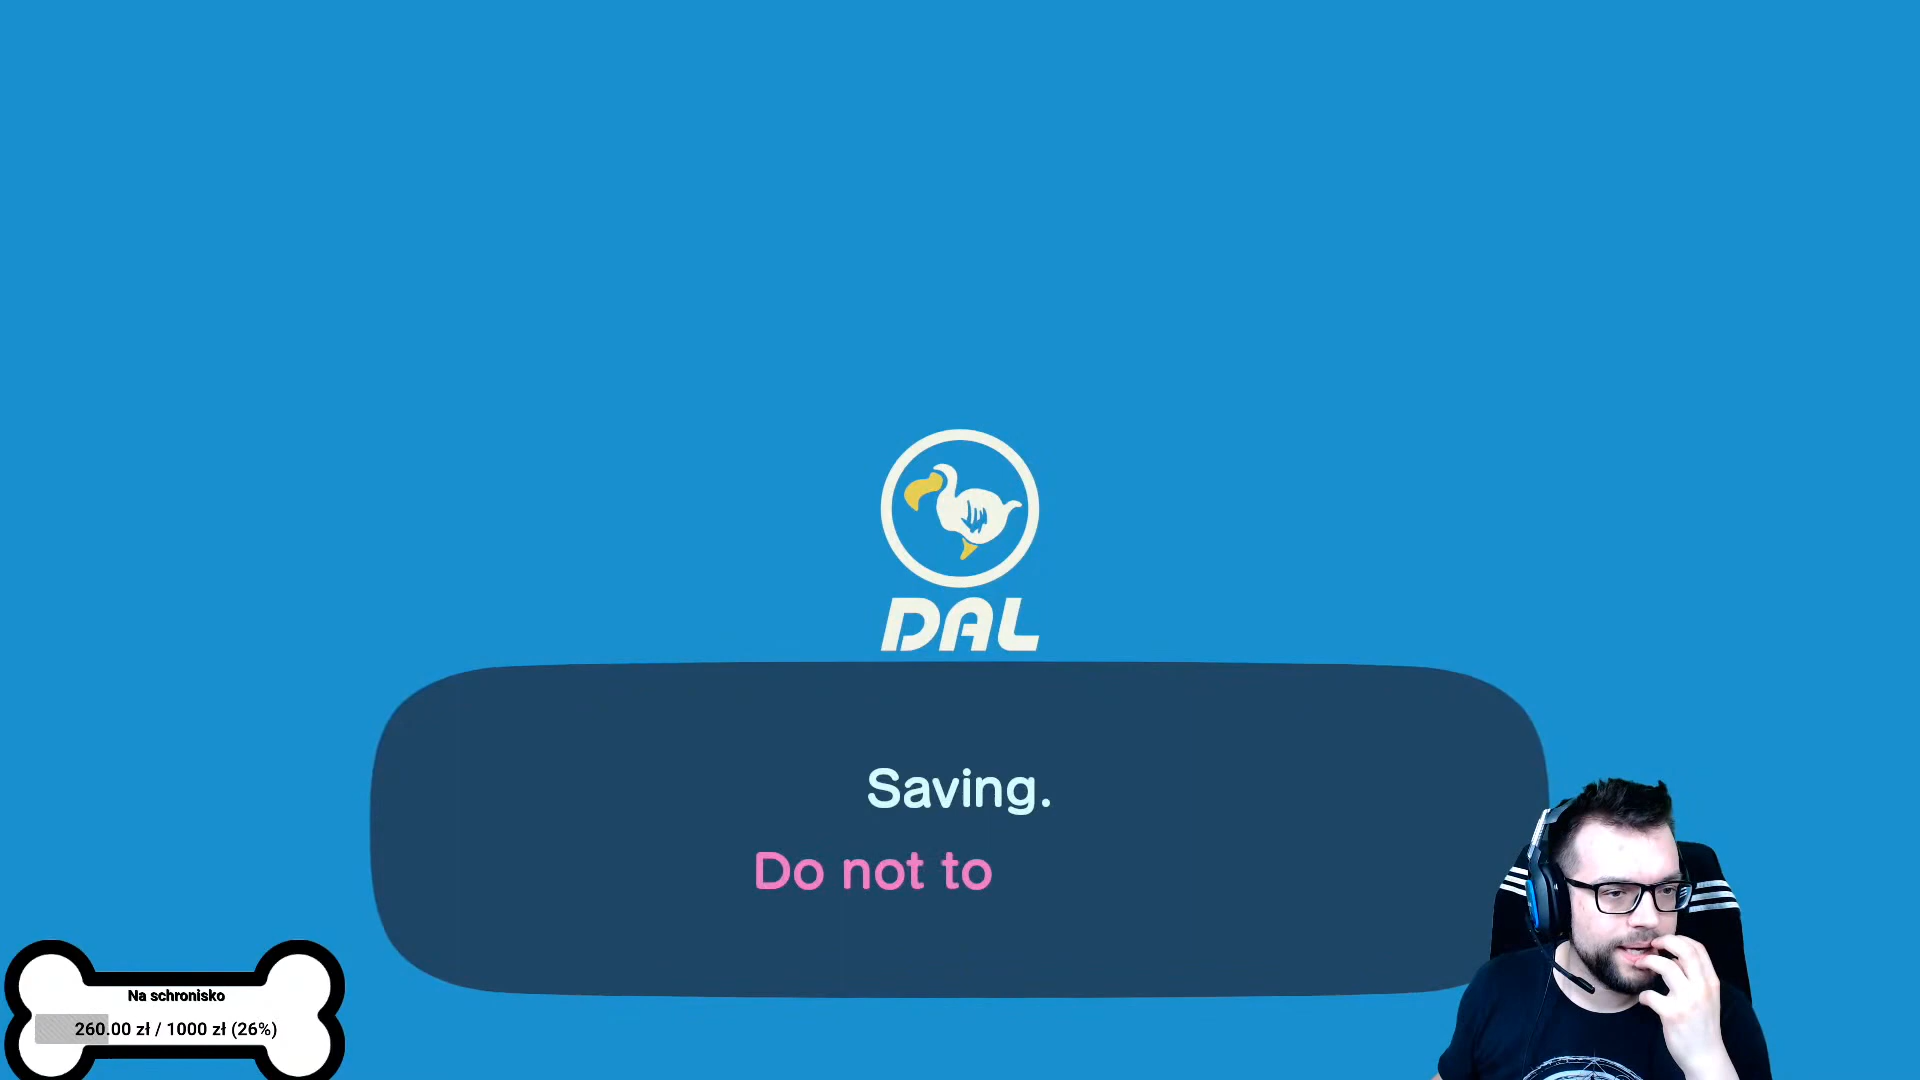 DAL
Saving.
Do not to
Na schronisko
260.00 zł / 1000 zł (26%)